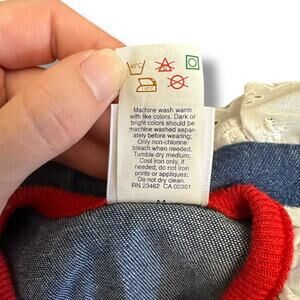 40°C
110°C
Machine wash warm
with like colors. Dark or
bright colors should be
machine washed separ-
ately before wearing;
Only non-chlorine
bleach when needed.
Tumble dry medium;
Cool iron only, if
needed; do not iron
prints or appliques;
Do not dry clean.
RN 23462 CA 00301
M